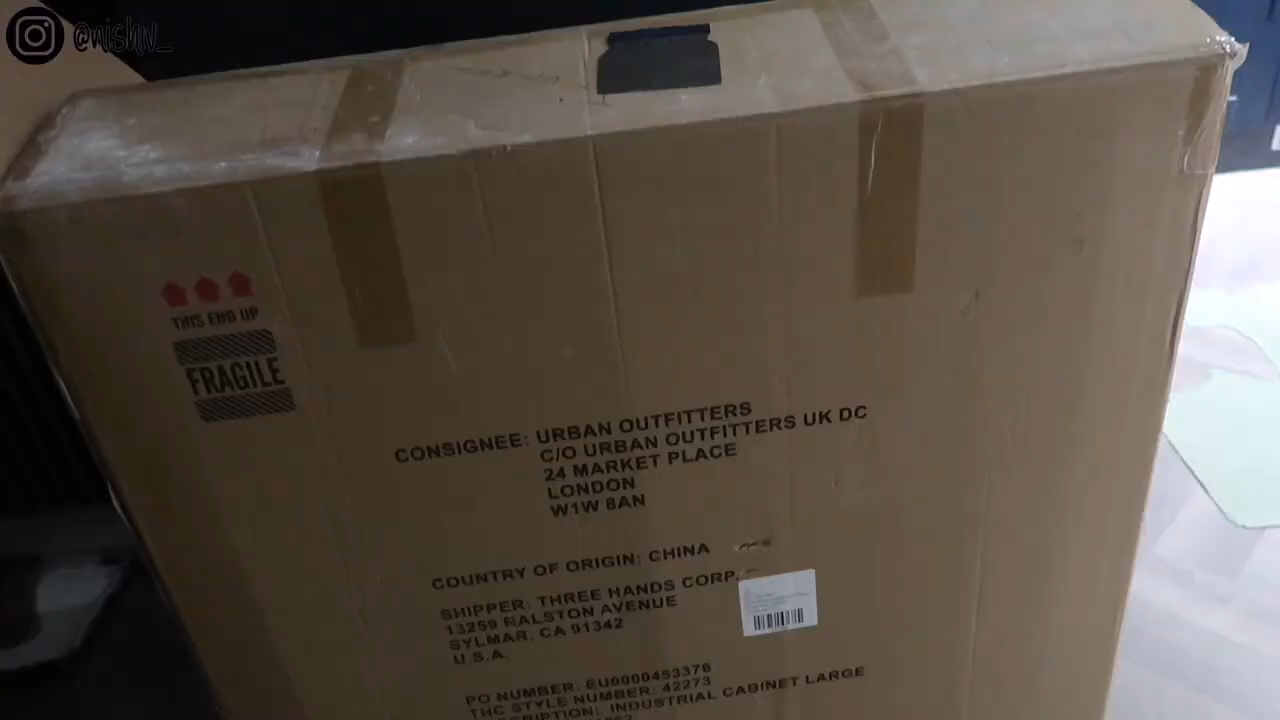 @nishv_
THIS END UP
FRAGILE
CONSIGNEE: URBAN OUTFITTERS
C/O URBAN OUTFITTERS UK DC
24 MARKET PLACE
LONDON
W1W 8AN
COUNTRY OF ORIGIN: CHINA
SHIPPER: THREE HANDS CORP.
13259 RALSTON AVENUE
SYLMAR, CA 91342
U.S.A.
PO NUMBER: EU0000453376
THC STYLE NUMBER: 42273
INDUSTRIAL CABINET LARGE